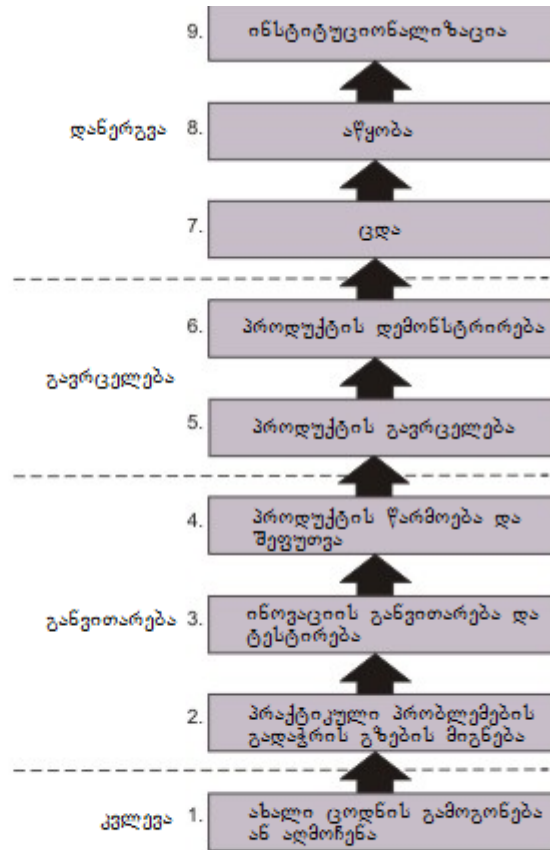 9. ინსტიტუციონალიზაცია
დანერგვა 8. აწყობა
7. ცდა
6. პროდუქტის დემონსტრირება
გავრცელება
5. პროდუქტის გავრცელება
4. პროდუქტის წარმოება და
შეფუთვა
განვითარება 3. ინოვაციის განვითარება და
ტესტირება
2. პრაქტიკული პრობლემების
გადაჭრის გზების მიგნება
კვლევა 1. ახალი ცოდნის გამოგონება
ან აღმოჩენა